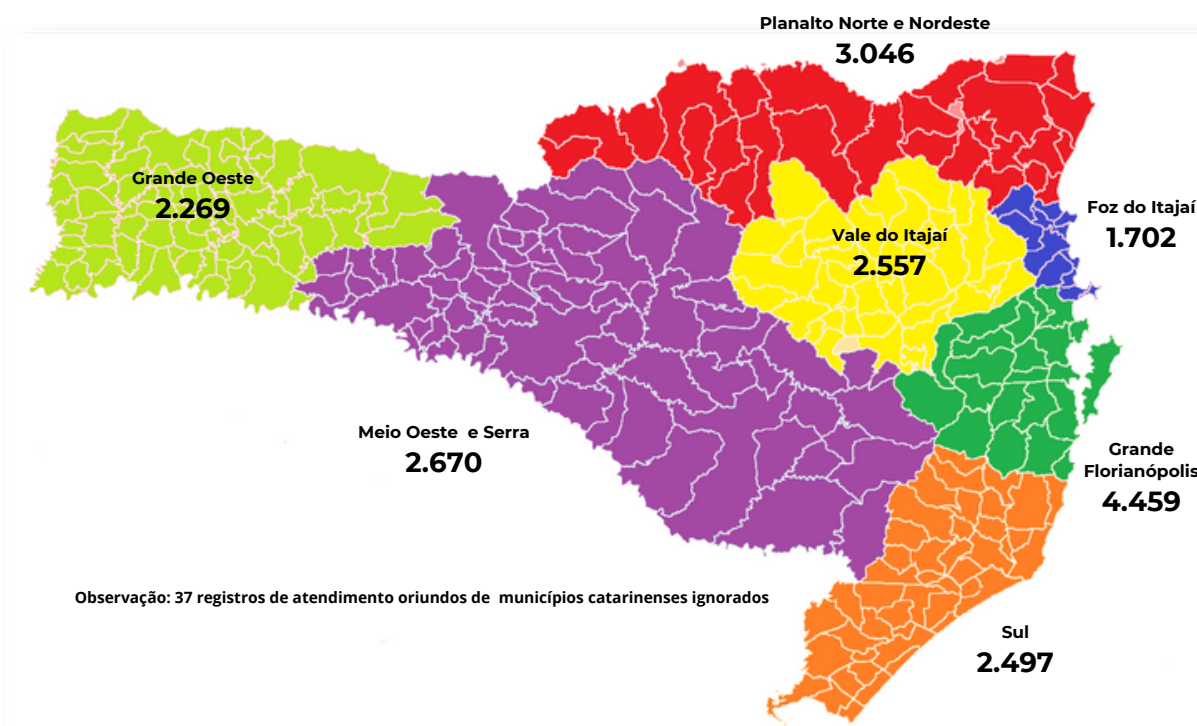 Planalto Norte e Nordeste
3.046
Grande Oeste
2.269
Foz do Itajaí
1.702
Vale do Itajaí
2.557
Meio Oeste e Serra
2.670
Grande
Florianópolis
4.459
Observação: 37 registros de atendimento oriundos de municípios catarinenses ignorados
Sul
2.497